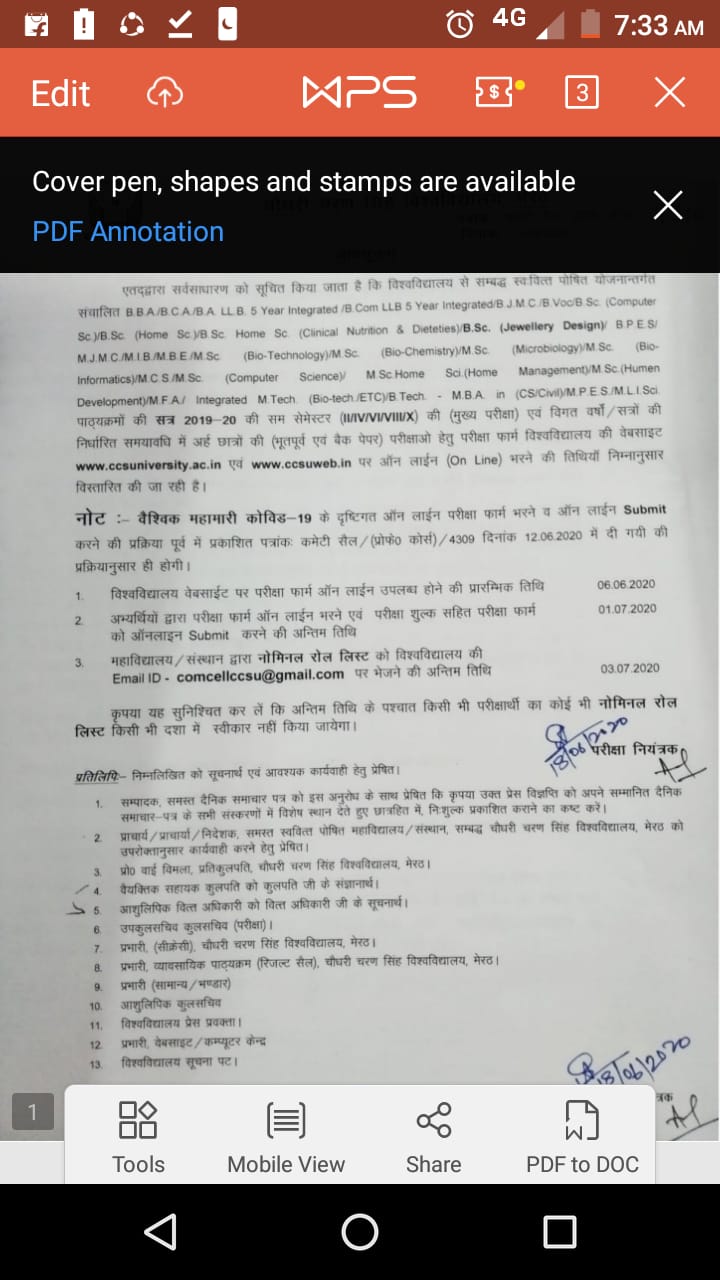 4G 7:33 AM
Edit WPS $ 3
Cover pen, shapes and stamps are available
PDF Annotation
एतद्द्वारा सर्वसाधारण को सूचित किया जाता है कि विश्वविद्यालय से सम्बद्ध स्ववित्त पोषित योजनान्तर्गत
संचालित B.B.A/B.C.A/B.A. LL.B. 5 Year Integrated /B.Com LLB 5 Year Integrated/B.J.M.C./B.Voc/B.Sc. (Computer
Sc.)/B.Sc. (Home Sc.)/B.Sc. Home Sc. (Clinical Nutrition & Dieteties)/B.Sc. (Jewellery Design)/ B.P.E.S/
M.J.M.C./M.I.B/M.B.E/M.Sc. (Bio-Technology)/M.Sc. (Bio-Chemistry)/M.Sc. (Microbiology)/M.Sc. (Bio-
Informatics)/M.C.S./M.Sc. (Computer Science)/ M.Sc.Home Sci.(Home Management)/M.Sc.(Humen
Development)/M.F.A./ Integrated M.Tech. (Bio-tech./ETC)/B.Tech. - M.B.A. in (CS/Civil)/M.P.E.S./M.L.I.Sci.
पाठ्यक्रमों की सत्र 2019–20 की सम सेमेस्टर (II/IV/VI/VIII/X) की (मुख्य परीक्षा) एवं विगत वर्षो/सत्रों की
निर्धारित समयावधि में अर्ह छात्रों की (भूतपूर्व एवं बैक पेपर) परीक्षाओ हेतु परीक्षा फार्म विश्वविद्यालय की वेबसाइट
www.ccsuniversity.ac.in एवं www.ccsuweb.in पर ऑन लाईन (On Line) भरने की तिथियॉ निम्नानुसार
विस्तारित की जा रही है।
नोट :– वैश्विक महामारी कोविड–19 के दृष्टिगत ऑन लाईन परीक्षा फार्म भरने व ऑन लाईन Submit
करने की प्रक्रिया पूर्व में प्रकाशित पत्रांकः कमेटी सैल/(प्रोफे० कोर्स)/4309 दिनांक 12.06.2020 में दी गयी की
प्रकियानुसार ही होगी।
1. विश्वविद्यालय वेबसाईट पर परीक्षा फार्म ऑन लाईन उपलब्ध होने की प्रारम्भिक तिथि 06.06.2020
2. अभ्यर्थियों द्वारा परीक्षा फार्म ऑन लाईन भरने एवं परीक्षा शुल्क सहित परीक्षा फार्म 01.07.2020
को ऑनलाइन Submit करने की अन्तिम तिथि
3. महाविद्यालय/संस्थान द्वारा नोमिनल रोल लिस्ट को विश्वविद्यालय की
Email ID - comcellccsu@gmail.com पर भेजने की अन्तिम तिथि 03.07.2020
कृपया यह सुनिश्चित कर लें कि अन्तिम तिथि के पश्चात किसी भी परीक्षार्थी का कोई भी नोमिनल रोल
लिस्ट किसी भी दशा में स्वीकार नहीं किया जायेगा।
18/06/2020
परीक्षा नियंत्रक
प्रतिलिपिः– निम्नलिखित को सूचनार्थ एवं आवश्यक कार्यवाही हेतु प्रेषित।
1. सम्पादक, समस्त दैनिक समाचार पत्र को इस अनुरोध के साथ प्रेषित कि कृपया उक्त प्रेस विज्ञप्ति को अपने सम्मानित दैनिक
समाचार–पत्र के सभी संस्करणों में विशेष स्थान देते हुए छात्रहित में, निःशुल्क प्रकाशित कराने का कष्ट करें।
2. प्राचार्य/प्राचार्या/निदेशक, समस्त स्ववित्त पोषित महाविद्यालय/संस्थान, सम्बद्ध चौधरी चरण सिंह विश्वविद्यालय, मेरठ को
उपरोक्तानुसार कार्यवाही करने हेतु प्रेषित।
3. प्रो० वाई विमला, प्रतिकुलपति, चौधरी चरण सिंह विश्वविद्यालय, मेरठ।
4. वैयक्तिक सहायक कुलपति को कुलपति जी के संज्ञानार्थ।
5. आशुलिपिक वित्त अधिकारी को वित्त अधिकारी जी के सूचनार्थ।
6. उपकुलसचिव कुलसचिव (परीक्षा)।
7. प्रभारी, (सीक्रेसी), चौधरी चरण सिंह विश्वविद्यालय, मेरठ।
8. प्रभारी, व्यावसायिक पाठ्यक्रम (रिजल्ट सैल), चौधरी चरण सिंह विश्वविद्यालय, मेरठ।
9. प्रभारी (सामान्य/भण्डार)
10. आशुलिपिक कुलसचिव
11. विश्वविद्यालय प्रेस प्रवक्ता।
12. प्रभारी, वेबसाइट/कम्प्यूटर केन्द्र
13. विश्वविद्यालय सूचना पट।
18/06/2020
1
Tools Mobile View Share PDF to DOC